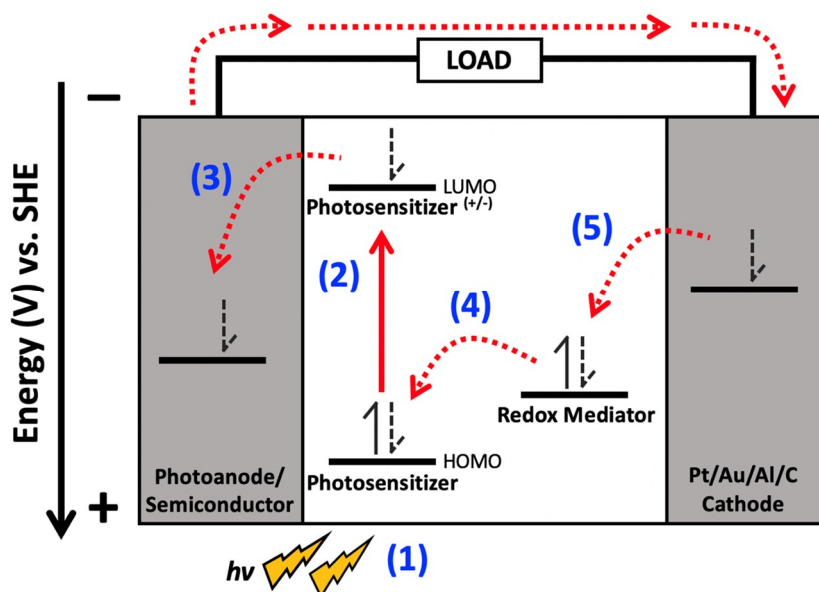 LOAD
−
Energy (V) vs. SHE
+
(3)
LUMO
Photosensitizer (+/-)
(2)
(5)
(4)
Redox Mediator
HOMO
Photosensitizer
Photoanode/
Semiconductor
Pt/Au/Al/C
Cathode
hv
(1)